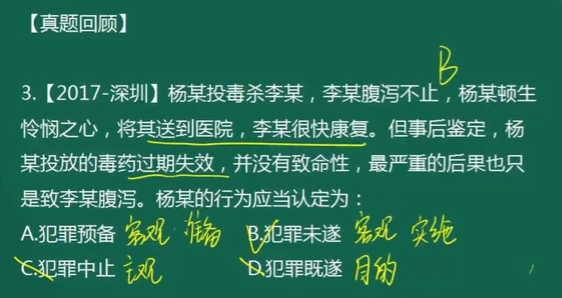 【真题回顾】
B
3.【2017-深圳】杨某投毒杀李某，李某腹泻不止，杨某顿生
怜悯之心，将其送到医院，李某很快康复。但事后鉴定，杨
某投放的毒药过期失效，并没有致命性，最严重的后果也只
是致李某腹泻。杨某的行为应当认定为：
A.犯罪预备 客观 准备 B.犯罪未遂 客观 实施
C.犯罪中止 主观 D.犯罪既遂 目的